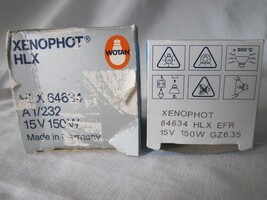 XENOPHOT®
HLX
WOTAN
HLX 64634
A1/232
15V 150W
Made in Germany
> 500°C
XENOPHOT
64634 HLX EFR
15V 150W GZ6.35